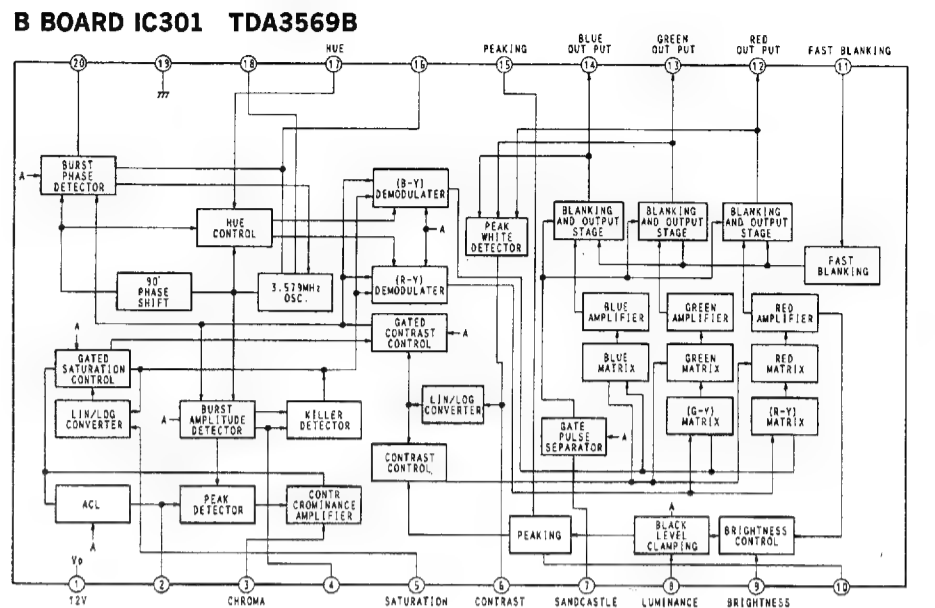 B BOARD IC301 TDA3569B
HUE
PEAKING
BLUE
OUT PUT
GREEN
OUT PUT
RED
OUT PUT
FAST BLANKING
20
19
18
17
16
15
14
13
12
11
A
BURST
PHASE
DETECTOR
(B-Y)
DEMODULATER
A
HUE
CONTROL
PEAK
WHITE
DETECTOR
BLANKING
AND OUTPUT
STAGE
BLANKING
AND OUTPUT
STAGE
BLANKING
AND OUTPUT
STAGE
FAST
BLANKING
90°
PHASE
SHIFT
3.579MHz
OSC.
(R-Y)
DEMODULATER
BLUE
AMPLIFIER
GREEN
AMPLIFIER
RED
AMPLIFIER
A
GATED
CONTRAST
CONTROL
A
GATED
SATURATION
CONTROL
BLUE
MATRIX
GREEN
MATRIX
RED
MATRIX
LIN/LOG
CONVERTER
A
BURST
AMPLITUDE
DETECTOR
KILLER
DETECTOR
LIN/LOG
CONVERTER
(G-Y)
MATRIX
(R-Y)
MATRIX
GATE
PULSE
SEPARATOR
A
CONTRAST
CONTROL
ACL
PEAK
DETECTOR
CONTR
CROMINANCE
AMPLIFIER
A
PEAKING
A
BLACK
LEVEL
CLAMPING
BRIGHTNESS
CONTROL
Vp
1
2
3
4
5
6
7
8
9
10
12V
CHROMA
SATURATION
CONTRAST
SANDCASTLE
LUMINANCE
BRIGHTNESS